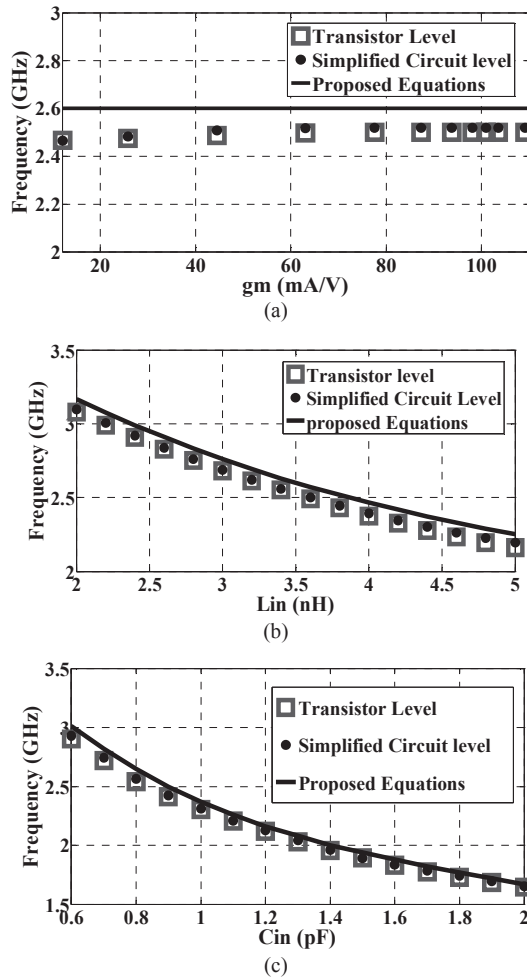 3
2.8
2.6
2.4
2.2
2
Frequency (GHz)
Transistor Level
Simplified Circuit level
Proposed Equations
20 40 60 80 100
gm (mA/V)
(a)
3.5
3
2.5
2
Frequency (GHz)
Transistor level
Simplified Circuit Level
proposed Equations
2 2.5 3 3.5 4 4.5 5
Lin (nH)
(b)
3.5
3
2.5
2
1.5
Frequency (GHz)
Transistor Level
Simplified Circuit level
Proposed Equations
0.6 0.8 1 1.2 1.4 1.6 1.8 2
Cin (pF)
(c)